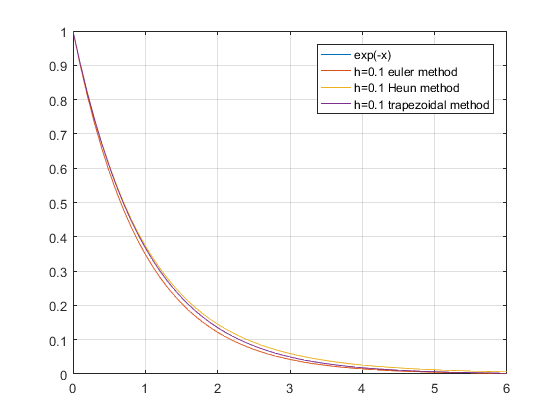 1
0.9
0.8
0.7
0.6
0.5
0.4
0.3
0.2
0.1
0
exp(-x)
h=0.1 euler method
h=0.1 Heun method
h=0.1 trapezoidal method
0 1 2 3 4 5 6